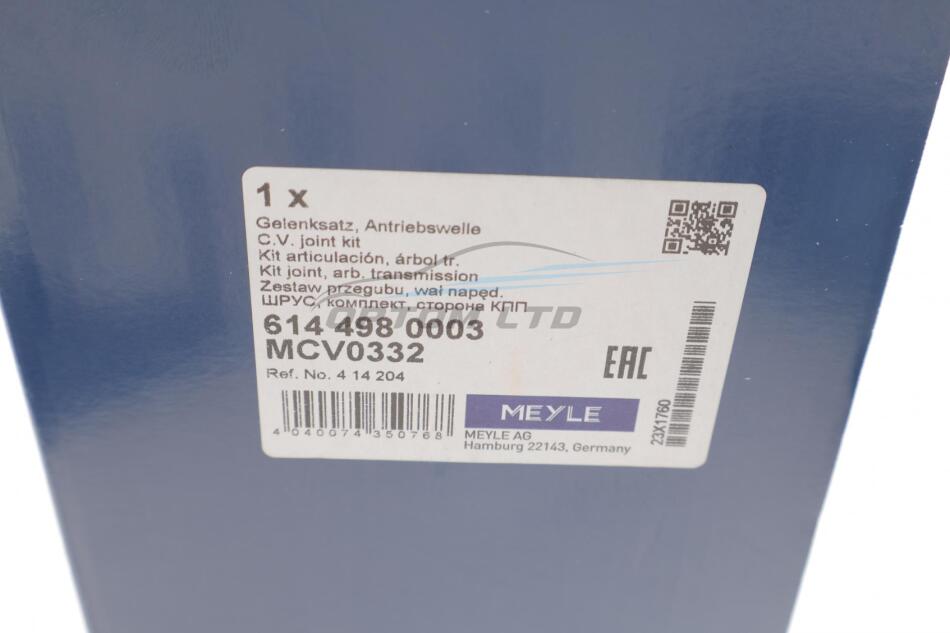 1 x
Gelenksatz, Antriebswelle
C.V. joint kit
Kit articulación, árbol tr.
Kit joint, arb. transmission
Zestaw przegubu, wał napęd.
ШРУС, комплект, сторона КПП
ORTOM LTD
614 498 0003
MCV0332
Ref. No. 4 14 204
EAC
4 040074 350768
MEYLE
MEYLE AG
Hamburg 22143, Germany
23X1760